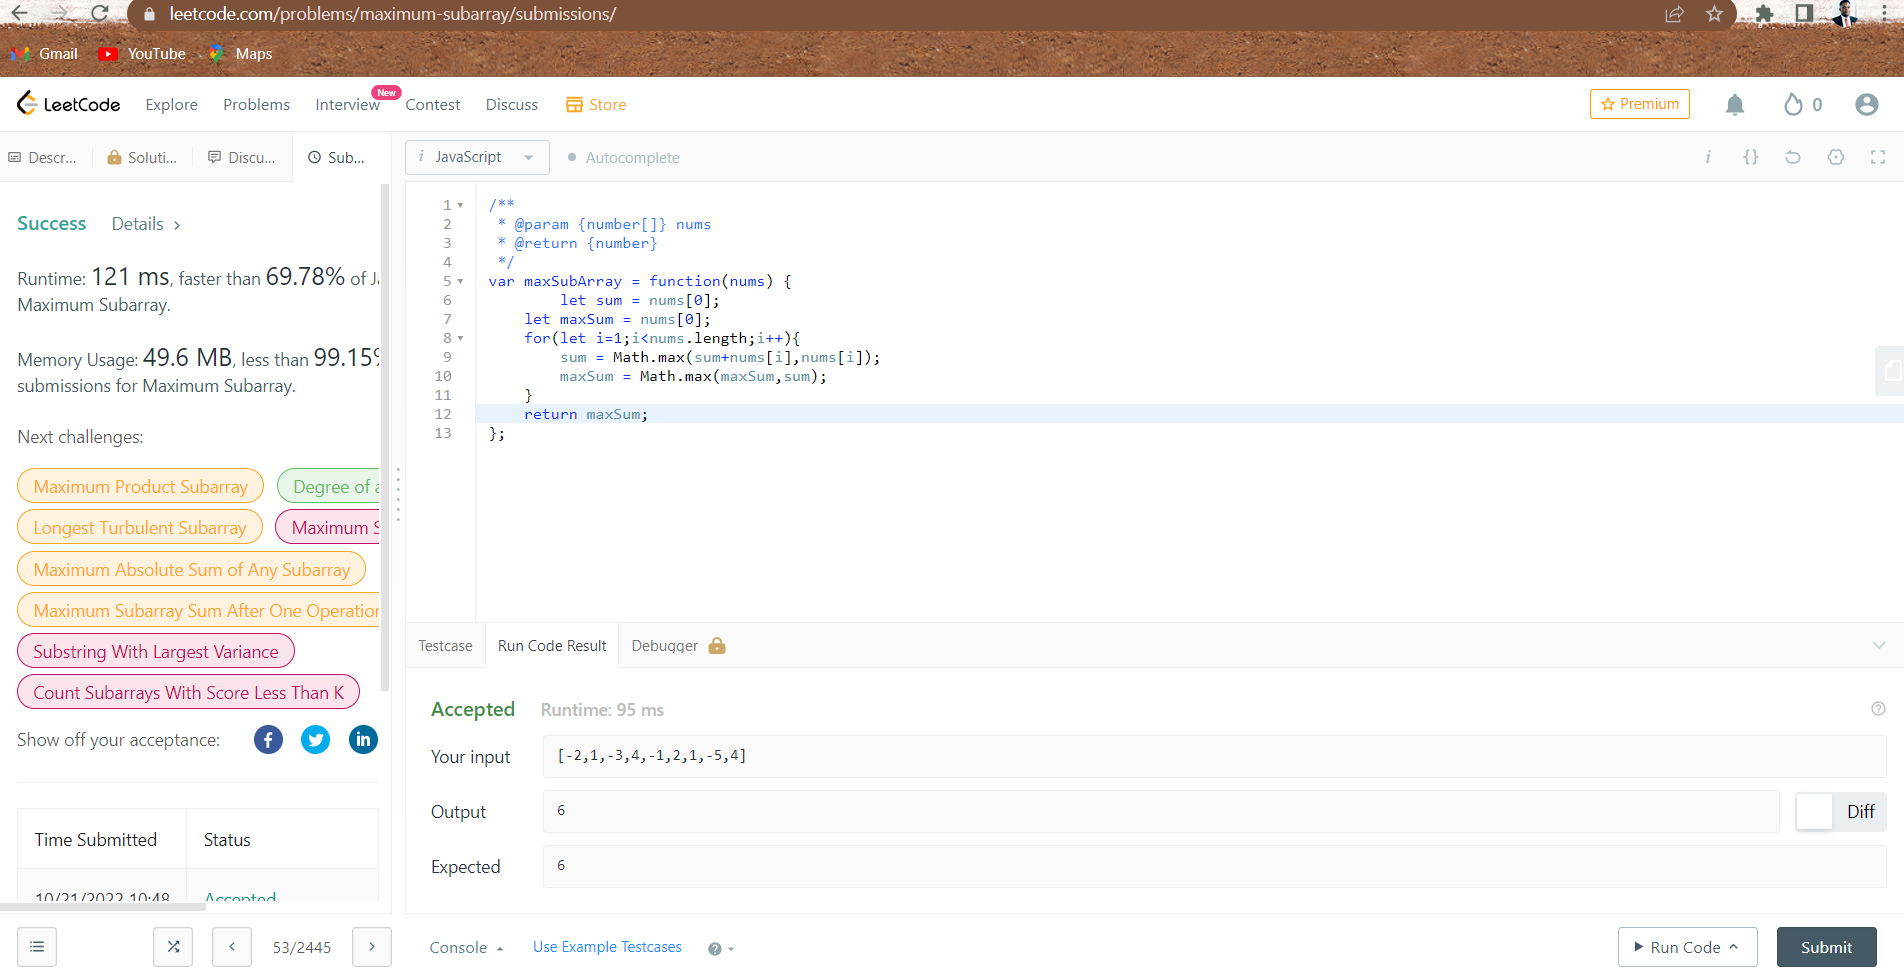 leetcode.com/problems/maximum-subarray/submissions/
Gmail YouTube Maps
LeetCode Explore Problems Interview New Contest Discuss Store Premium 0
Descr... Soluti... Discu... Sub...
i JavaScript Autocomplete i {}
Success Details >
Runtime: 121 ms, faster than 69.78% of
Maximum Subarray.
Memory Usage: 49.6 MB, less than 99.15%
submissions for Maximum Subarray.
Next challenges:
Maximum Product Subarray Degree of
Longest Turbulent Subarray Maximum
Maximum Absolute Sum of Any Subarray
Maximum Subarray Sum After One Operation
Substring With Largest Variance
Count Subarrays With Score Less Than K
Show off your acceptance:
Time Submitted Status
10/21/2022 10:48 Accepted
53/2445
1 /**
2  * @param {number[]} nums
3  * @return {number}
4  */
5 var maxSubArray = function(nums) {
6         let sum = nums[0];
7     let maxSum = nums[0];
8     for(let i=1;i<nums.length;i++){
9         sum = Math.max(sum+nums[i],nums[i]);
10         maxSum = Math.max(maxSum,sum);
11     }
12     return maxSum;
13 };
Testcase Run Code Result Debugger
Accepted Runtime: 95 ms
Your input [-2,1,-3,4,-1,2,1,-5,4]
Output 6 Diff
Expected 6
Console Use Example Testcases Run Code Submit